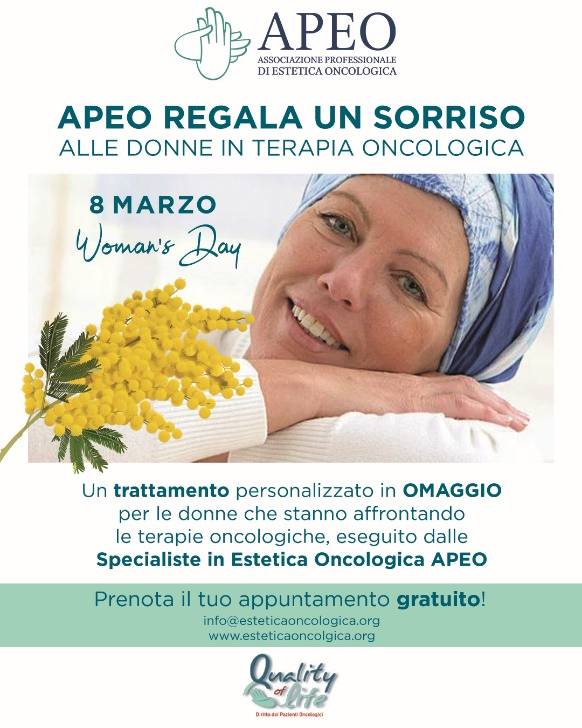 APEO
ASSOCIAZIONE PROFESSIONALE
DI ESTETICA ONCOLOGICA
APEO REGALA UN SORRISO
ALLE DONNE IN TERAPIA ONCOLOGICA
8 MARZO
Woman's Day
Un trattamento personalizzato in OMAGGIO
per le donne che stanno affrontando
le terapie oncologiche, eseguito dalle
Specialiste in Estetica Oncologica APEO
Prenota il tuo appuntamento gratuito!
info@esteticaoncologica.org
www.esteticaoncolgica.org
Quality
of life
Diritto dei Pazienti Oncologici